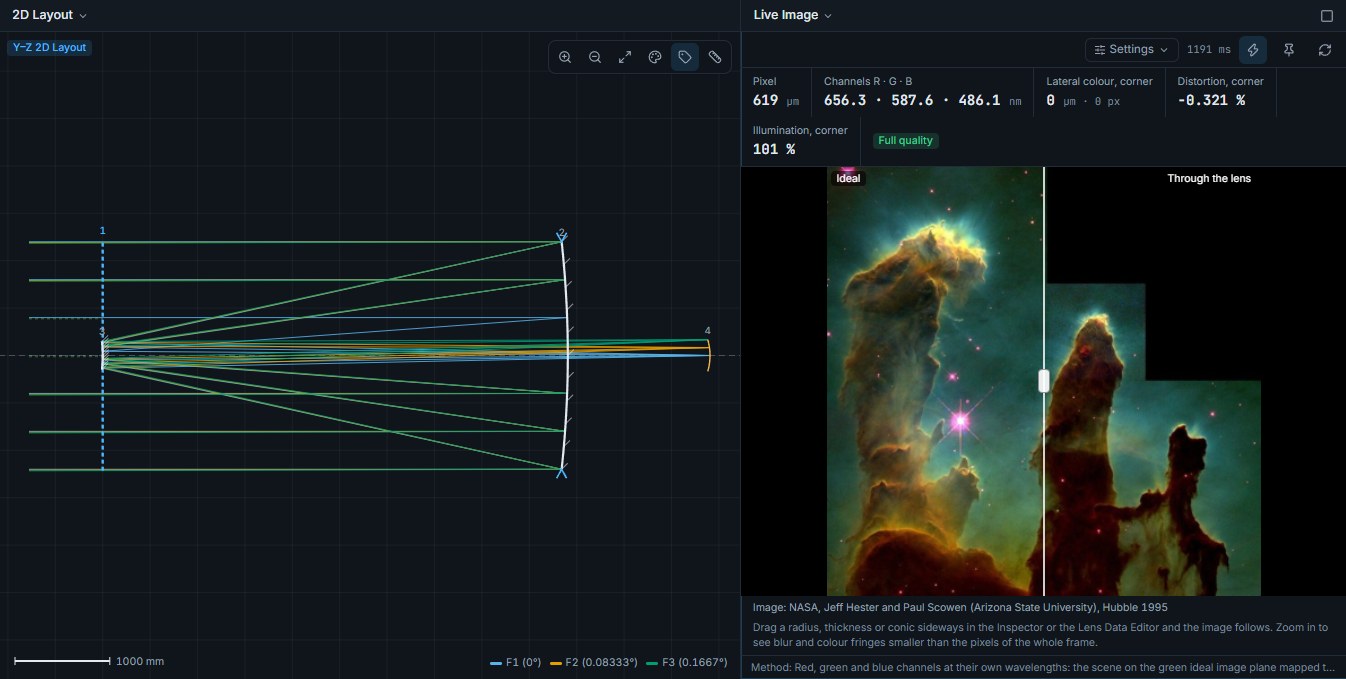 2D Layout
Live Image
Y–Z 2D Layout
Settings
1191 ms
Pixel
619 µm
Channels R · G · B
656.3 · 587.6 · 486.1 nm
Lateral colour, corner
0 µm · 0 px
Distortion, corner
-0.321 %
Illumination, corner
101 %
Full quality
Ideal
Through the lens
1
2
3
4
1000 mm
F1 (0°) F2 (0.08333°) F3 (0.1667°)
Image: NASA, Jeff Hester and Paul Scowen (Arizona State University), Hubble 1995
Drag a radius, thickness or conic sideways in the Inspector or the Lens Data Editor and the image follows. Zoom in to
see blur and colour fringes smaller than the pixels of the whole frame.
Method: Red, green and blue channels at their own wavelengths: the scene on the green ideal image plane mapped t...